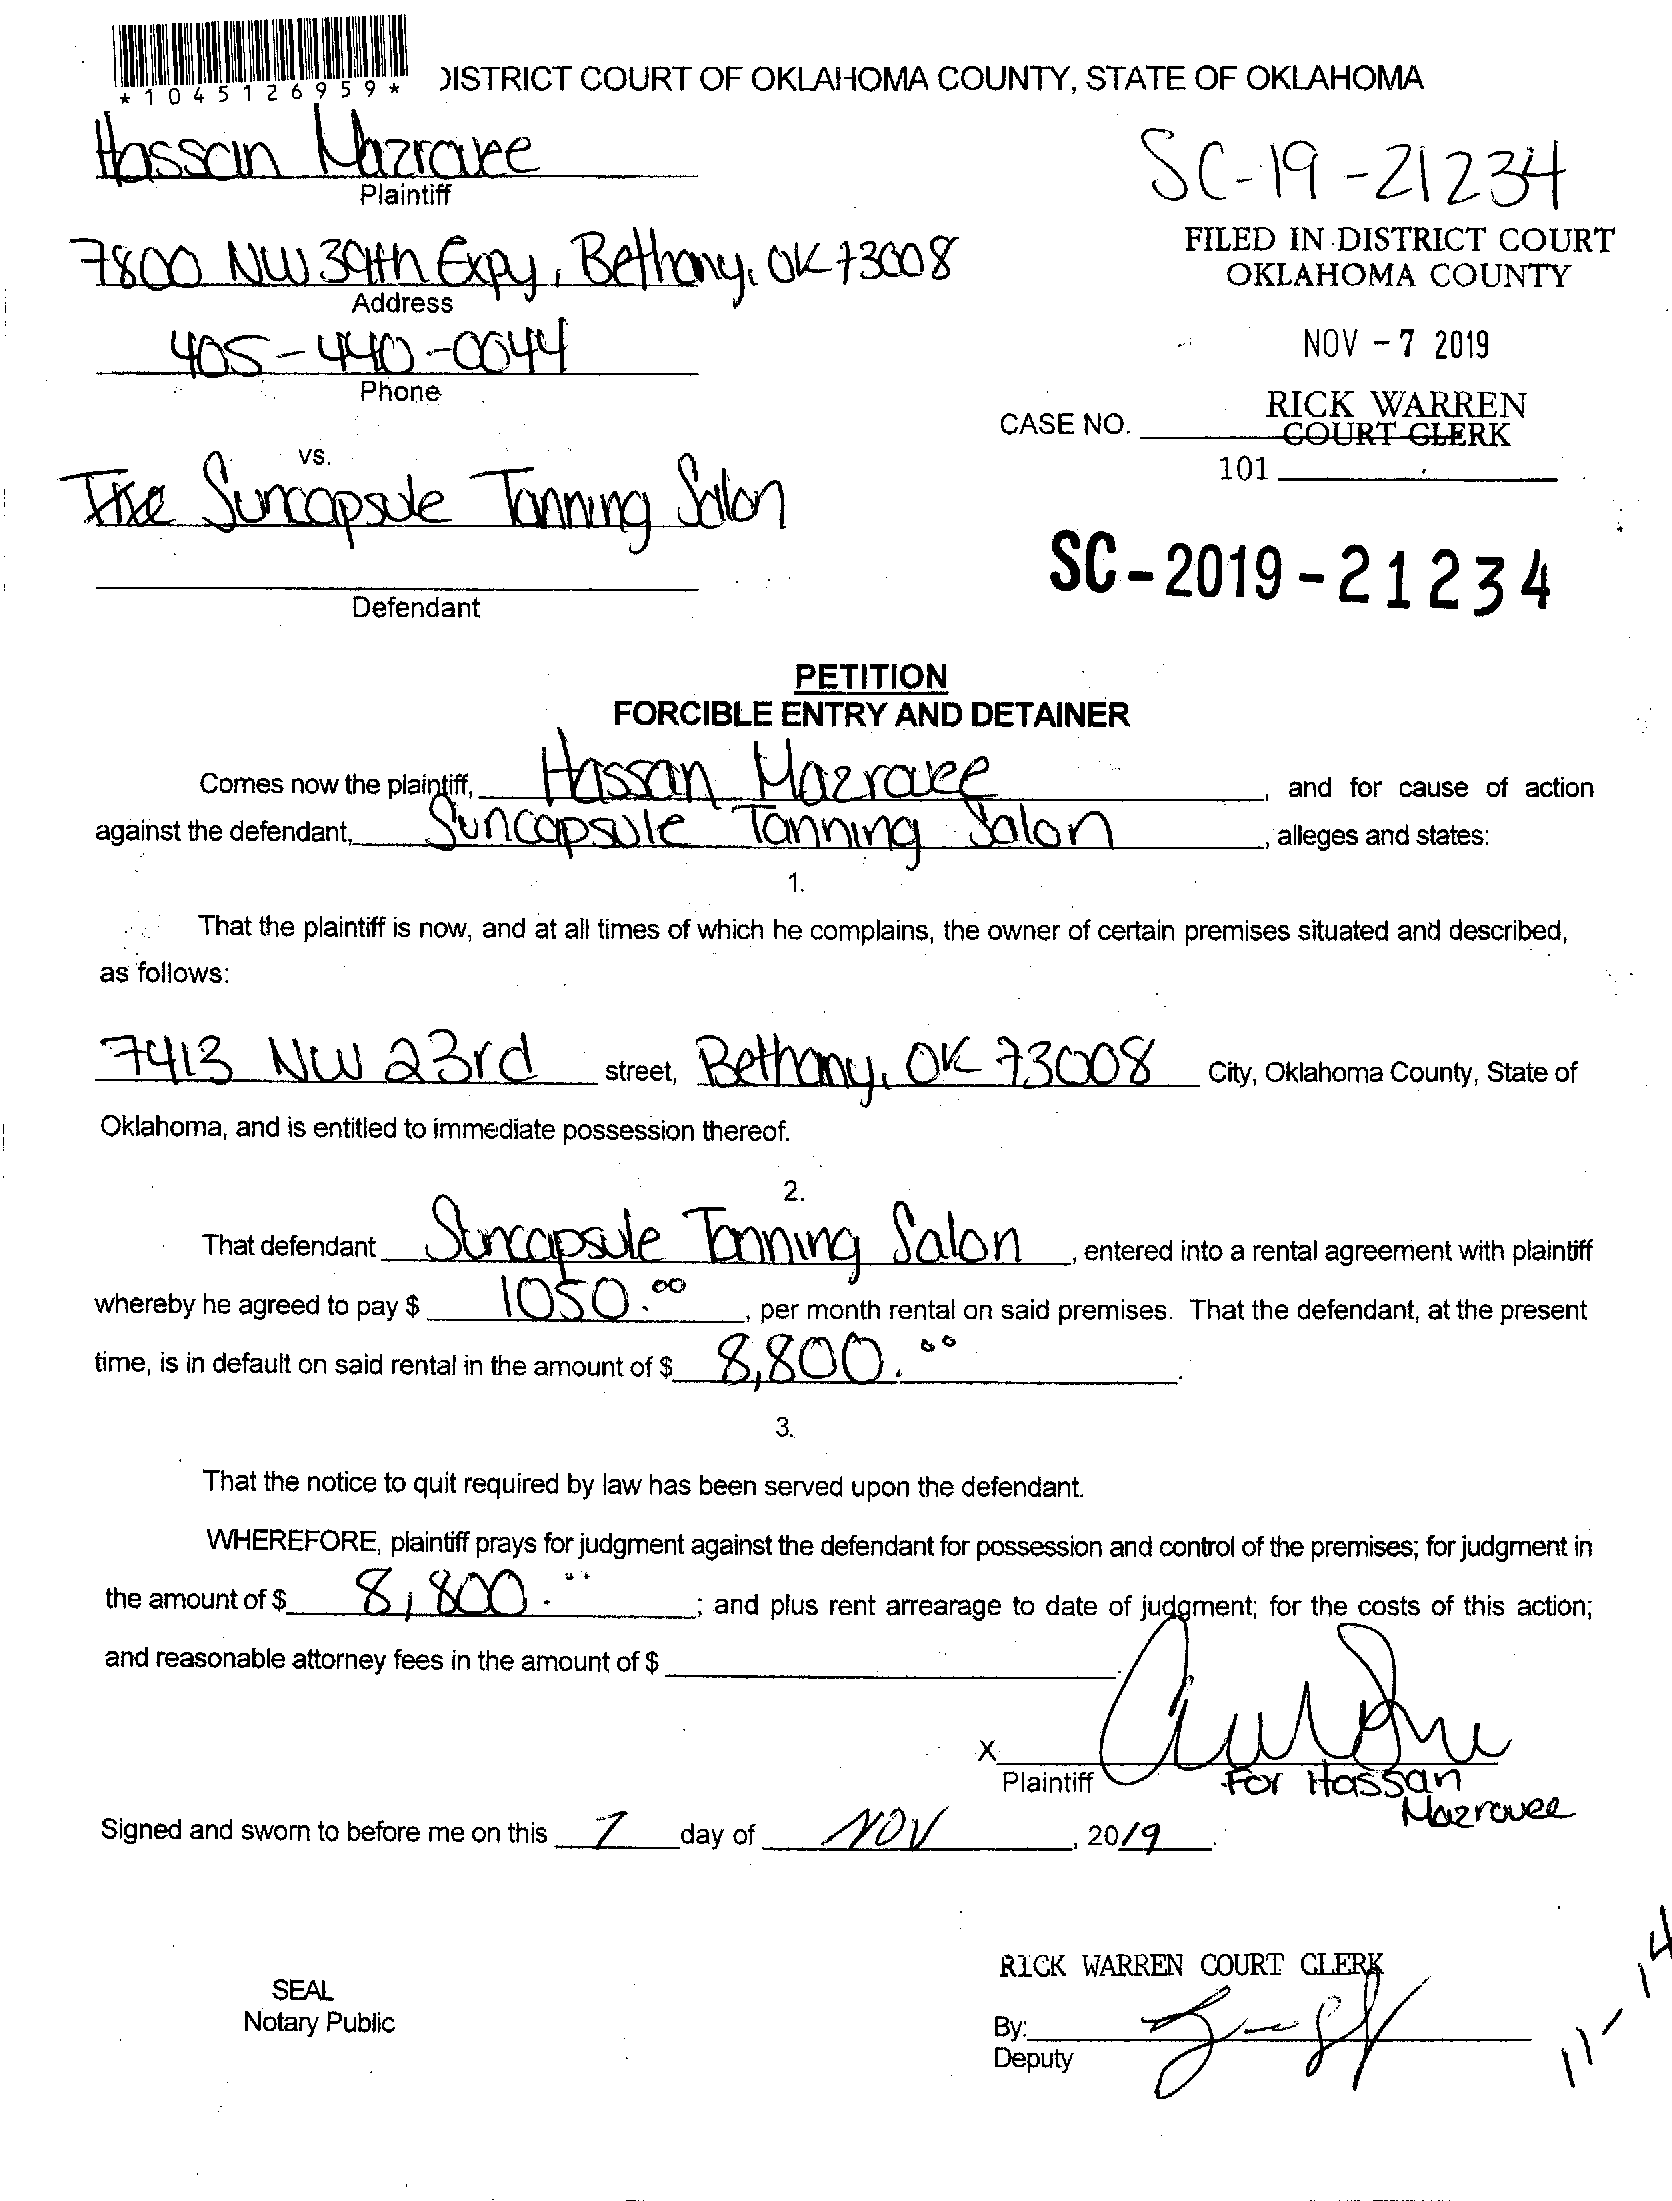 *1045126959*
DISTRICT COURT OF OKLAHOMA COUNTY, STATE OF OKLAHOMA
Hassan Mazraee
Plaintiff
SC-19-21234
7800 NW 39th Expy, Bethany, OK 73008
Address
FILED IN DISTRICT COURT
OKLAHOMA COUNTY
405-440-0044
Phone
NOV - 7 2019
RICK WARREN
COURT CLERK
CASE NO.
101
vs.
The Suncapsule Tanning Salon
Defendant
SC-2019-21234
PETITION
FORCIBLE ENTRY AND DETAINER
Comes now the plaintiff, Hassan Mazraee, and for cause of action
against the defendant, Suncapsule Tanning Salon, alleges and states:
1.
That the plaintiff is now, and at all times of which he complains, the owner of certain premises situated and described,
as follows:
7413 NW 23rd street, Bethany, OK 73008 City, Oklahoma County, State of
Oklahoma, and is entitled to immediate possession thereof.
2.
That defendant Suncapsule Tanning Salon, entered into a rental agreement with plaintiff
whereby he agreed to pay $ 1050.00, per month rental on said premises. That the defendant, at the present
time, is in default on said rental in the amount of $ 8,800.00.
3.
That the notice to quit required by law has been served upon the defendant.
WHEREFORE, plaintiff prays for judgment against the defendant for possession and control of the premises; for judgment in
the amount of $ 8,800.; and plus rent arrearage to date of judgment; for the costs of this action;
and reasonable attorney fees in the amount of $
X
Plaintiff For Hassan
Mazraee
Signed and sworn to before me on this 7 day of NOV, 2019.
RICK WARREN COURT CLERK
SEAL
Notary Public
By:
Deputy
11-14